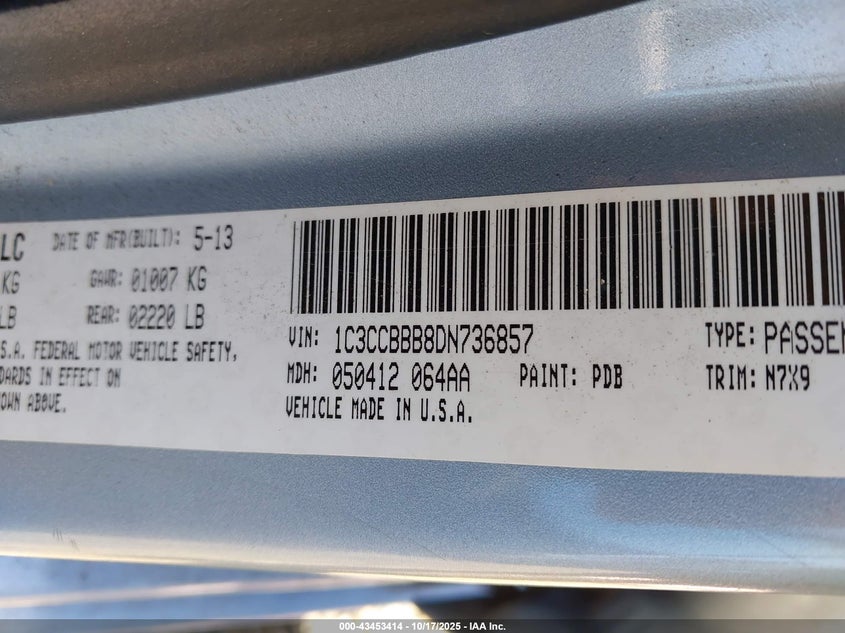 LC DATE OF MFR(BUILT): 5-13
KG GAWR: 01007 KG
LB REAR: 02220 LB
S.A. FEDERAL MOTOR VEHICLE SAFETY,
DARDS IN EFFECT ON
OWN ABOVE.
VIN: 1C3CCBBB8DN736857 TYPE: PASSEN
MDH: 050412 064AA PAINT: PDB TRIM: N7X9
VEHICLE MADE IN U.S.A.
000-43453414 - 10/17/2025 - IAA Inc.